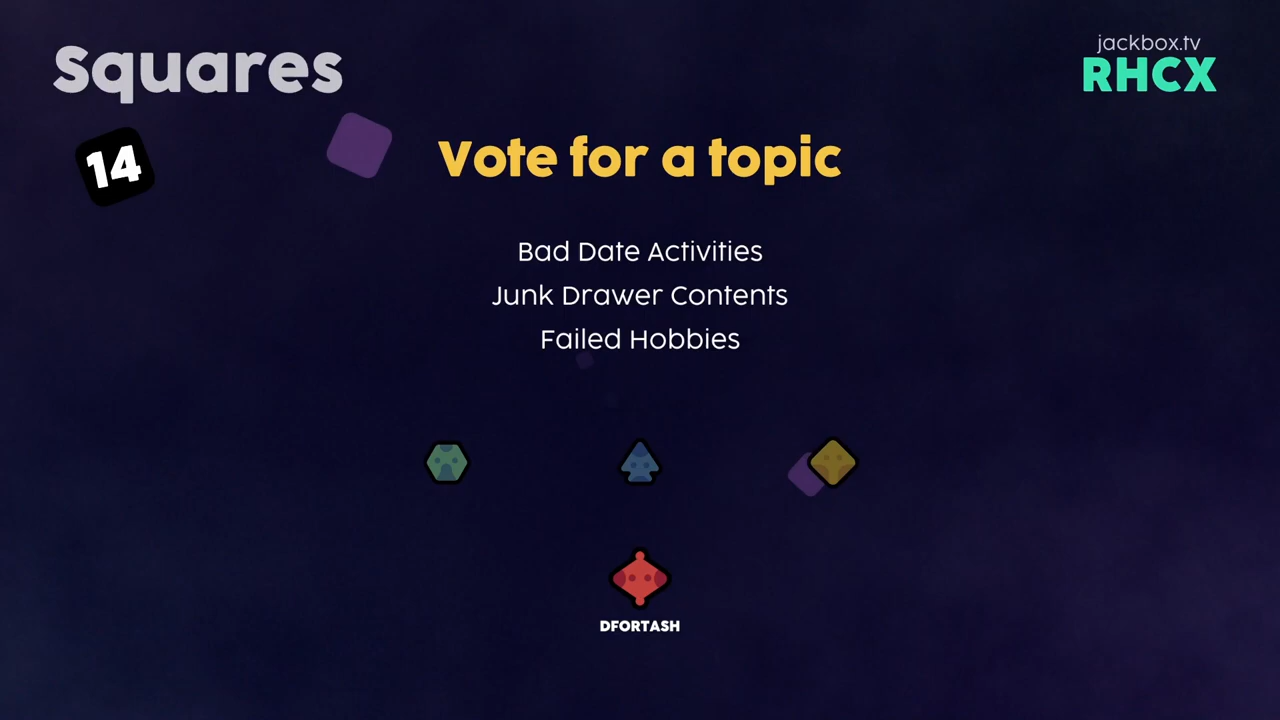 Squares
jackbox.tv
RHCX
14
Vote for a topic
Bad Date Activities
Junk Drawer Contents
Failed Hobbies
DFORTASH